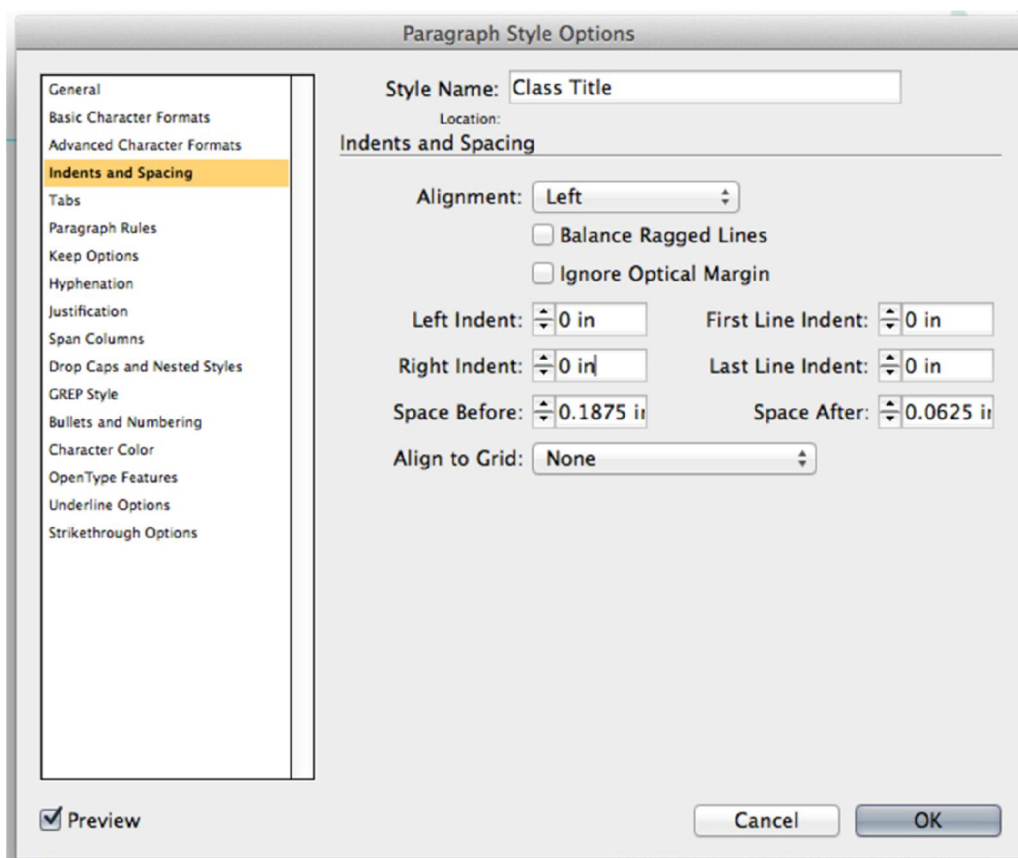 Paragraph Style Options
General
Basic Character Formats
Advanced Character Formats
Indents and Spacing
Tabs
Paragraph Rules
Keep Options
Hyphenation
Justification
Span Columns
Drop Caps and Nested Styles
GREP Style
Bullets and Numbering
Character Color
OpenType Features
Underline Options
Strikethrough Options
Style Name: Class Title
Location:
Indents and Spacing
Alignment: Left
Balance Ragged Lines
Ignore Optical Margin
Left Indent: 0 in First Line Indent: 0 in
Right Indent: 0 in Last Line Indent: 0 in
Space Before: 0.1875 in Space After: 0.0625 in
Align to Grid: None
Preview
Cancel OK